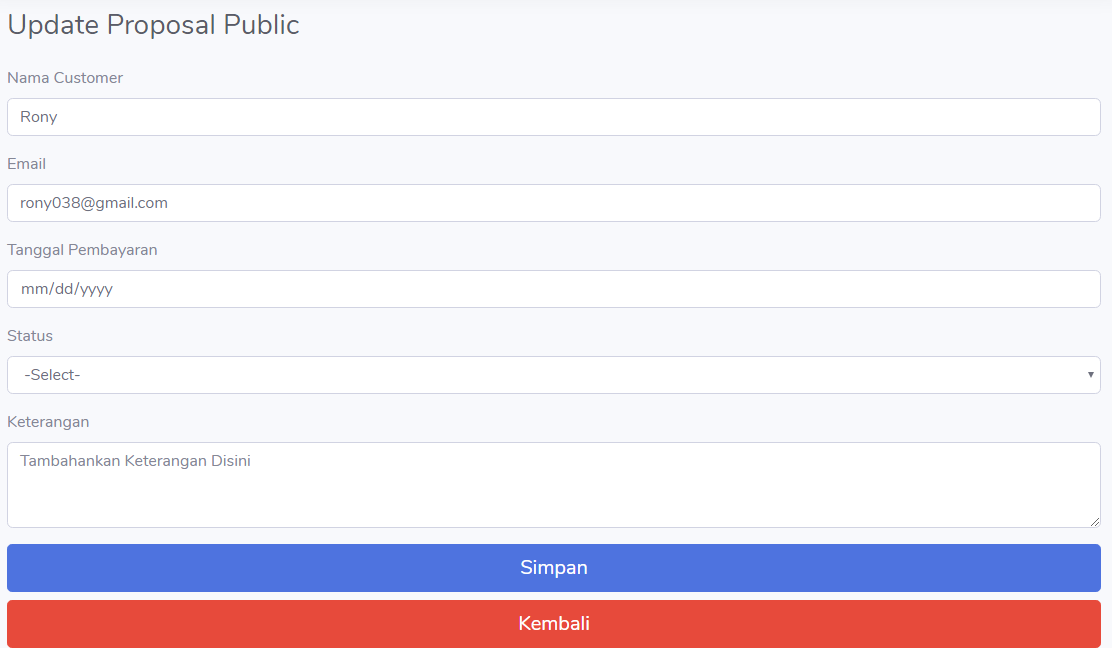 Update Proposal Public
Nama Customer
Rony
Email
rony038@gmail.com
Tanggal Pembayaran
mm/dd/yyyy
Status
-Select-
Keterangan
Tambahankan Keterangan Disini
Simpan
Kembali